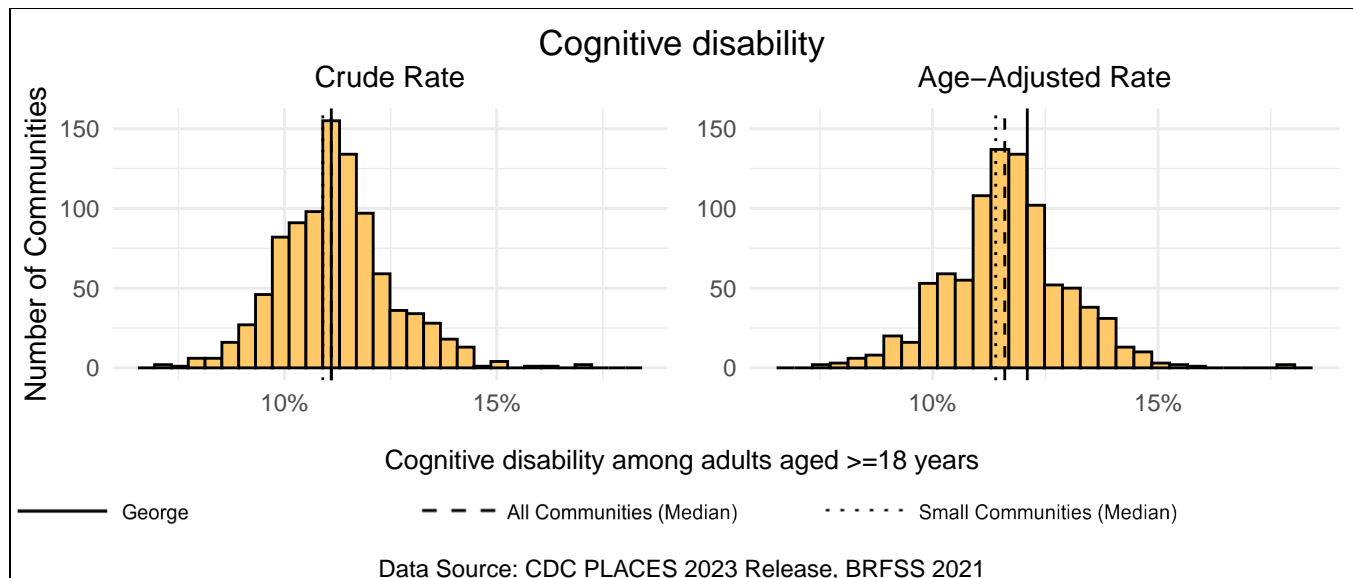 Cognitive disability
Crude Rate
Age−Adjusted Rate
Number of Communities
150
100
50
0
10%
15%
150
100
50
0
10%
15%
Cognitive disability among adults aged >=18 years
George
All Communities (Median)
Small Communities (Median)
Data Source: CDC PLACES 2023 Release, BRFSS 2021